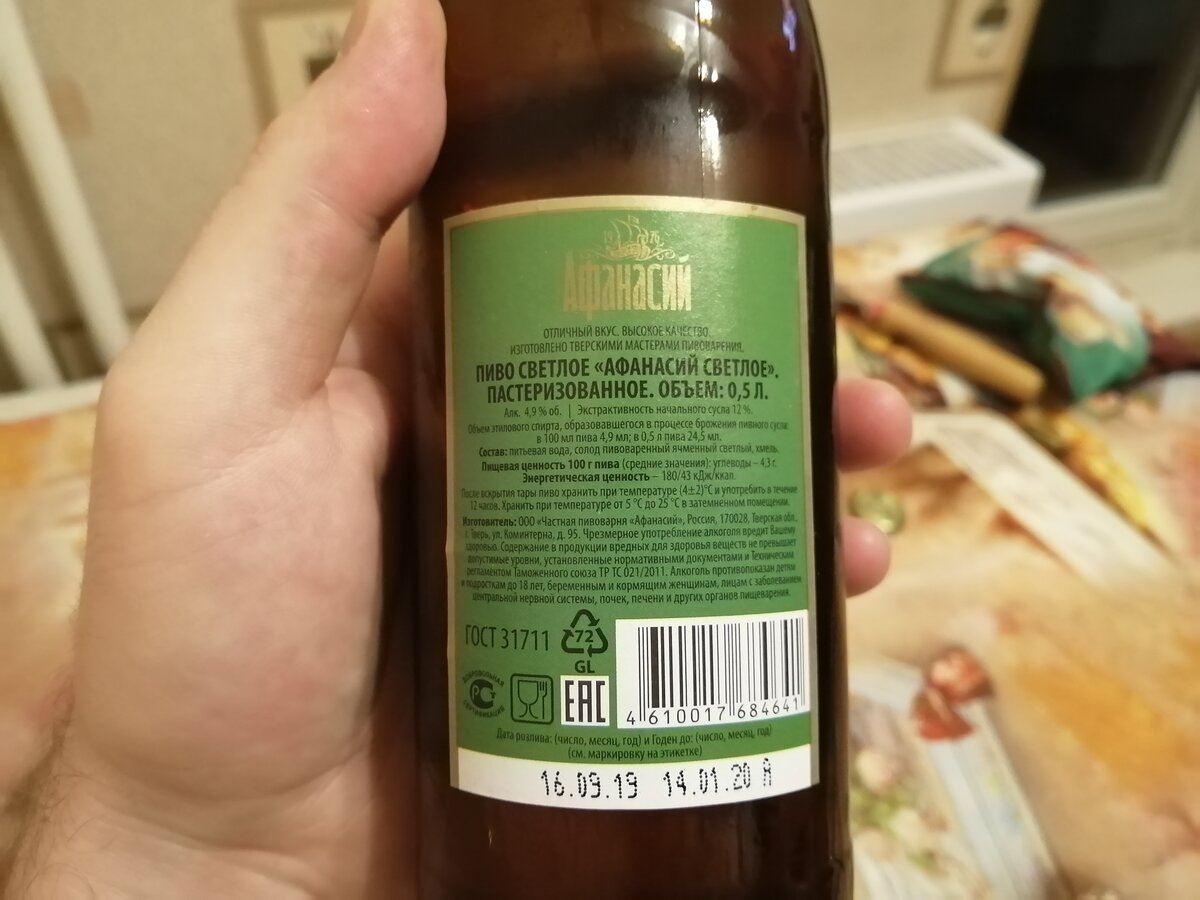 19 76
Афанасий
ОТЛИЧНЫЙ ВКУС. ВЫСОКОЕ КАЧЕСТВО.
ИЗГОТОВЛЕНО ТВЕРСКИМИ МАСТЕРАМИ ПИВОВАРЕНИЯ.
ПИВО СВЕТЛОЕ «АФАНАСИЙ СВЕТЛОЕ».
ПАСТЕРИЗОВАННОЕ. ОБЪЕМ: 0,5 Л.
Алк. 4,9 % об. | Экстрактивность начального сусла 12 %.
Объем этилового спирта, образовавшегося в процессе брожения пивного сусла:
в 100 мл пива 4,9 мл; в 0,5 л пива 24,5 мл.
Состав: питьевая вода, солод пивоваренный ячменный светлый, хмель.
Пищевая ценность 100 г пива (средние значения): углеводы – 4,3 г.
Энергетическая ценность – 180/43 кДж/ккал.
После вскрытия тары пиво хранить при температуре (4±2)°С и употребить в течение
12 часов. Хранить при температуре от 5 °С до 25 °С в затемненном помещении.
Изготовитель: ООО «Частная пивоварня «Афанасий», Россия, 170028, Тверская обл.,
г. Тверь, ул. Коминтерна, д. 95. Чрезмерное употребление алкоголя вредит Вашему
здоровью. Содержание в продукции вредных для здоровья веществ не превышает
допустимые уровни, установленные нормативными документами и Техническим
регламентом Таможенного союза ТР ТС 021/2011. Алкоголь противопоказан детям
и подросткам до 18 лет, беременным и кормящим женщинам, лицам с заболеванием
центральной нервной системы, почек, печени и других органов пищеварения.
ГОСТ 31711
72
GL
ДОБРОВОЛЬНАЯ
СЕРТИФИКАЦИЯ
EAC
4 610017 684641
Дата розлива: (число, месяц, год) и Годен до: (число, месяц, год)
(см. маркировку на этикетке)
16.09.19 14.01.20 А